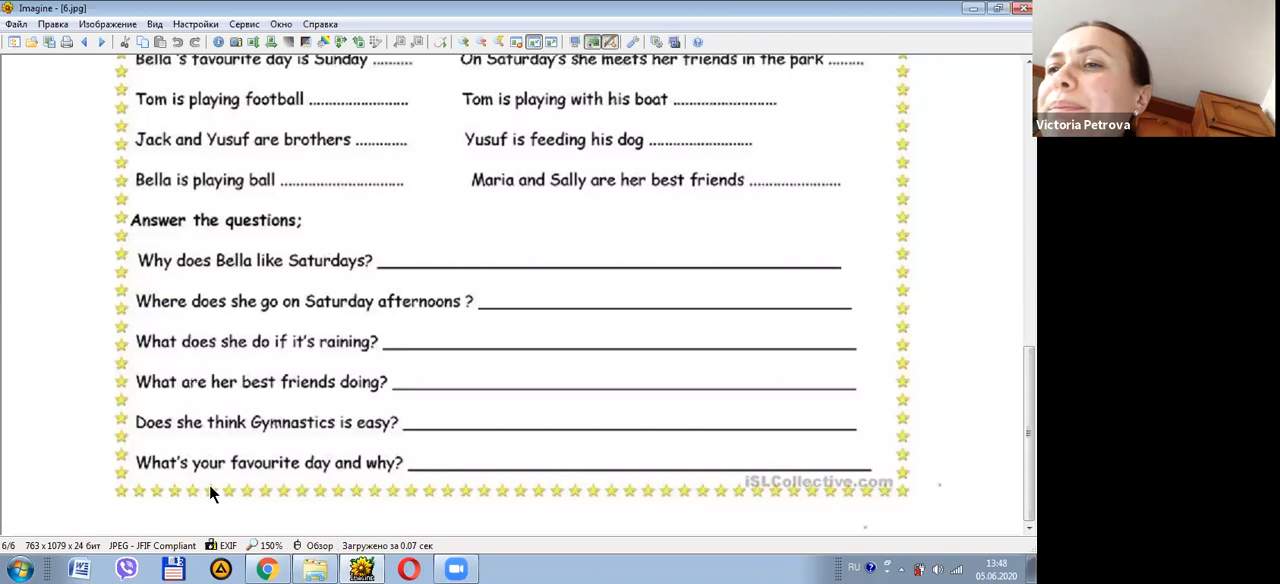 Imagine - [6.jpg]
Файл Правка Изображение Вид Настройки Сервис Окно Справка
Bella 's favourite day is Sunday .......... On Saturday's she meets her friends in the park .........
Tom is playing football ......................... Tom is playing with his boat ..........................
Jack and Yusuf are brothers ............. Yusuf is feeding his dog ..........................
Bella is playing ball ............................... Maria and Sally are her best friends .......................
Answer the questions;
Why does Bella like Saturdays? ____________________
Where does she go on Saturday afternoons ? ____________________
What does she do if it's raining? ____________________
What are her best friends doing? ____________________
Does she think Gymnastics is easy? ____________________
What's your favourite day and why? ____________________
iSLCollective.com
6/6 763 x 1079 x 24 бит JPEG - JFIF Compliant EXIF 150% Обзор Загружено за 0.07 сек
RU 13:48
05.06.2020
Victoria Petrova